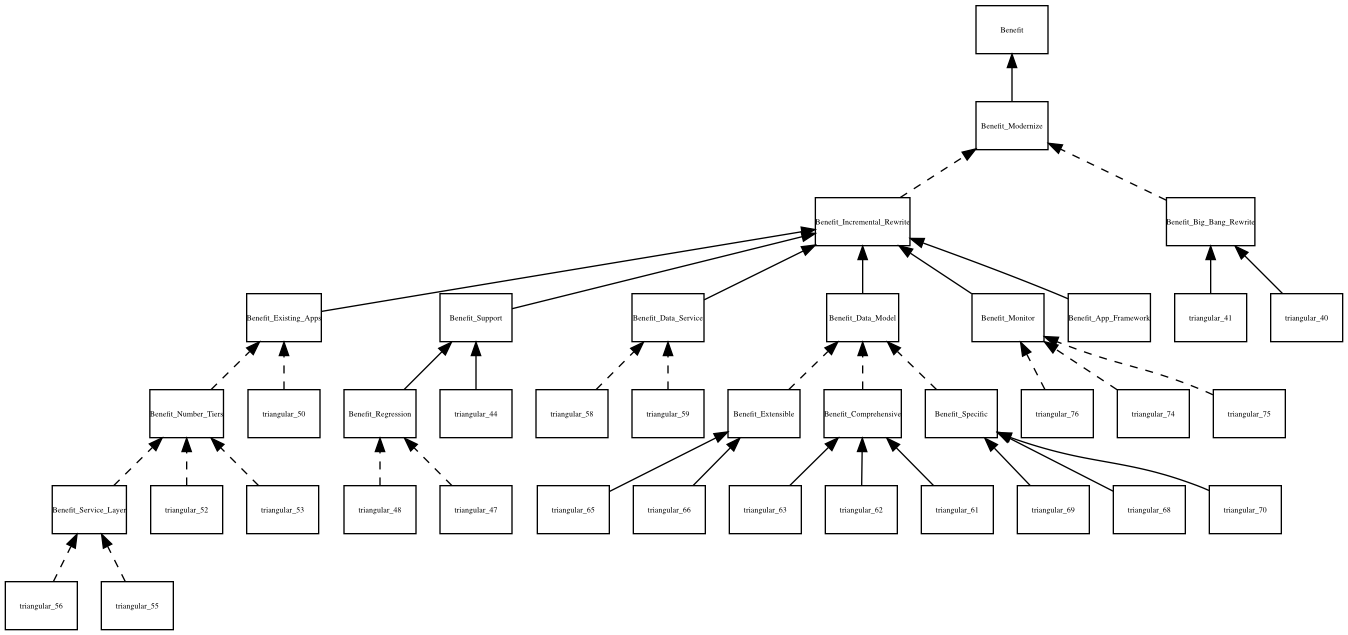 Benefit
Benefit_Modernize
Benefit_Incremental_Rewrite
Benefit_Big_Bang_Rewrite
Benefit_Existing_Apps
Benefit_Support
Benefit_Data_Service
Benefit_Data_Model
Benefit_Monitor
Benefit_App_Framework
triangular_41
triangular_40
Benefit_Number_Tiers
triangular_50
Benefit_Regression
triangular_44
triangular_58
triangular_59
Benefit_Extensible
Benefit_Comprehensive
Benefit_Specific
triangular_76
triangular_74
triangular_75
Benefit_Service_Layer
triangular_52
triangular_53
triangular_48
triangular_47
triangular_65
triangular_66
triangular_63
triangular_62
triangular_61
triangular_69
triangular_68
triangular_70
triangular_56
triangular_55